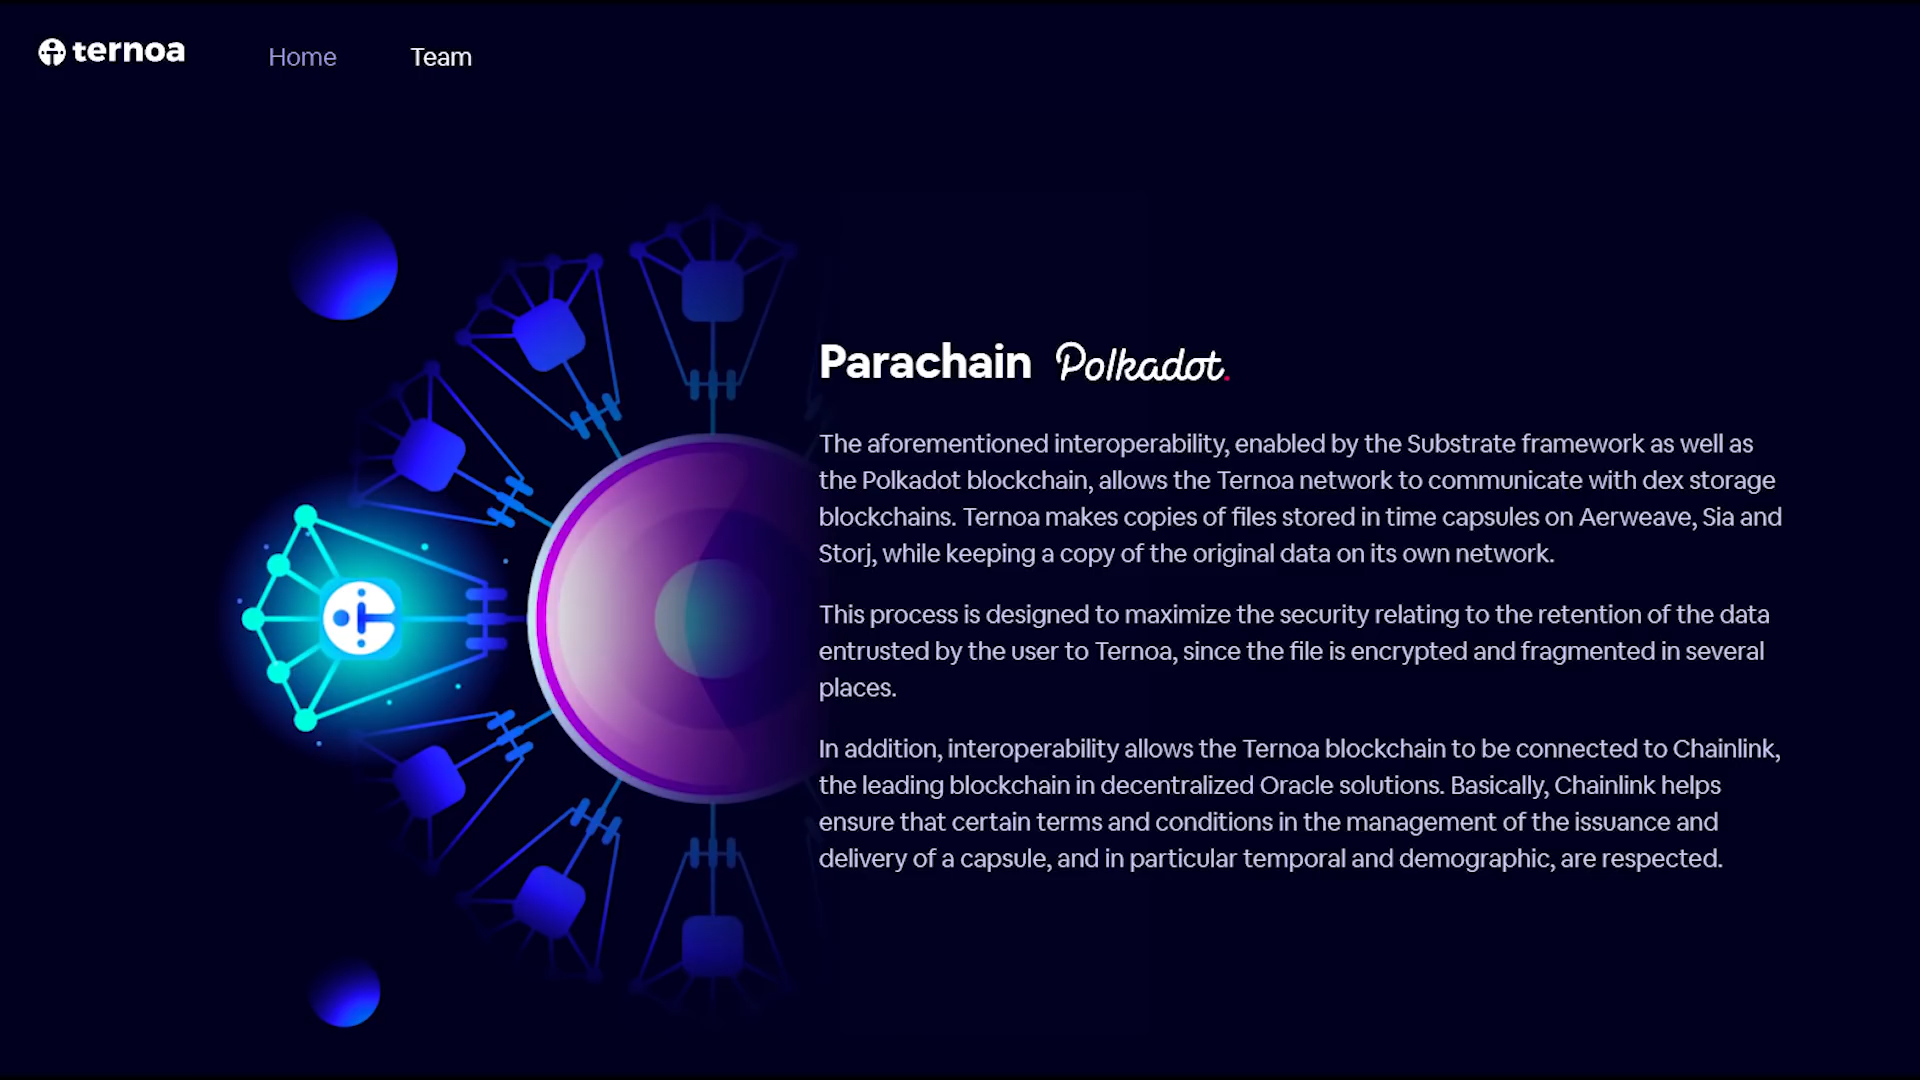 ternoa
Home
Team
Parachain Polkadot.
The aforementioned interoperability, enabled by the Substrate framework as well as
the Polkadot blockchain, allows the Ternoa network to communicate with dex storage
blockchains. Ternoa makes copies of files stored in time capsules on Aerweave, Sia and
Storj, while keeping a copy of the original data on its own network.
This process is designed to maximize the security relating to the retention of the data
entrusted by the user to Ternoa, since the file is encrypted and fragmented in several
places.
In addition, interoperability allows the Ternoa blockchain to be connected to Chainlink,
the leading blockchain in decentralized Oracle solutions. Basically, Chainlink helps
ensure that certain terms and conditions in the management of the issuance and
delivery of a capsule, and in particular temporal and demographic, are respected.